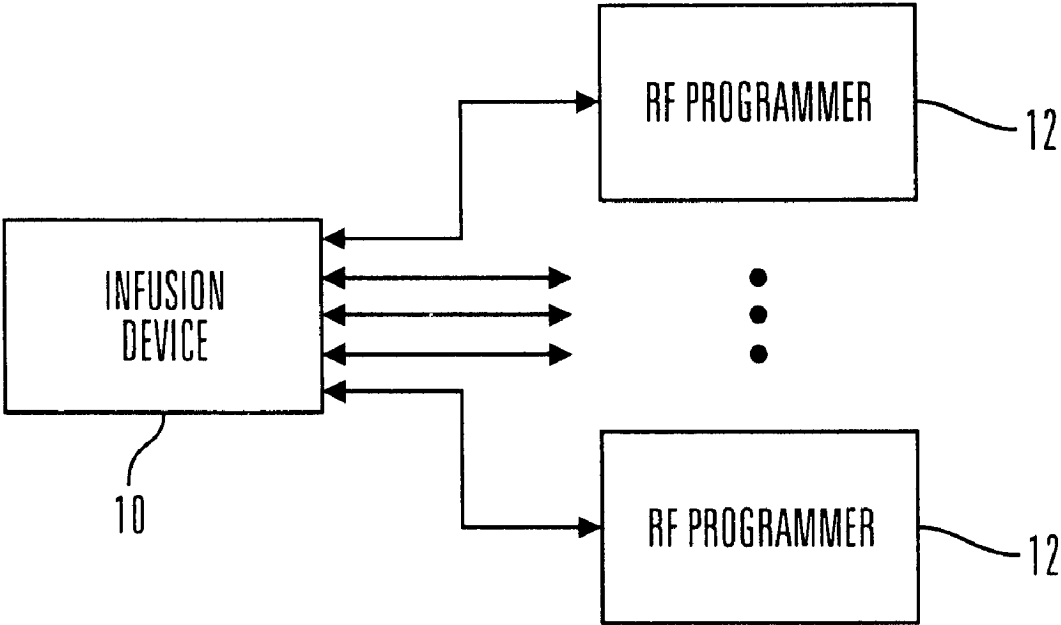 RF PROGRAMMER
12
INFUSION
DEVICE
10
RF PROGRAMMER
12